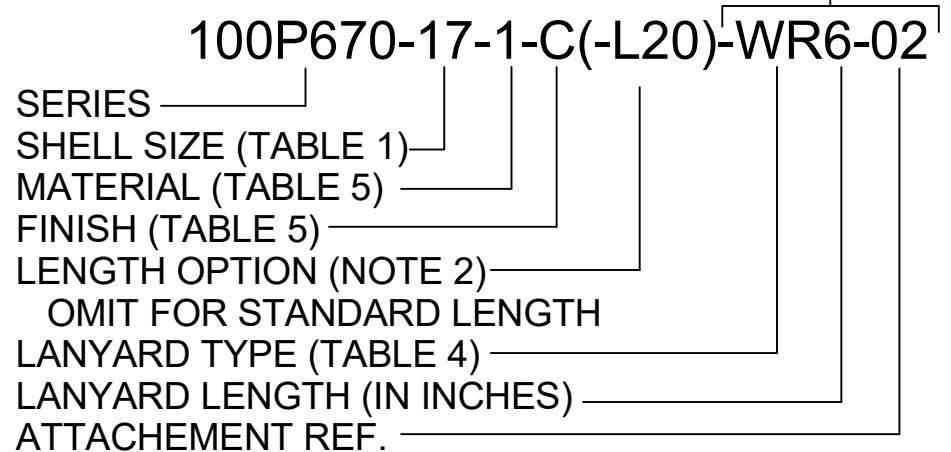 100P670-17-1-C(-L20)-WR6-02
SERIES
SHELL SIZE (TABLE 1)
MATERIAL (TABLE 5)
FINISH (TABLE 5)
LENGTH OPTION (NOTE 2)
OMIT FOR STANDARD LENGTH
LANYARD TYPE (TABLE 4)
LANYARD LENGTH (IN INCHES)
ATTACHEMENT REF.